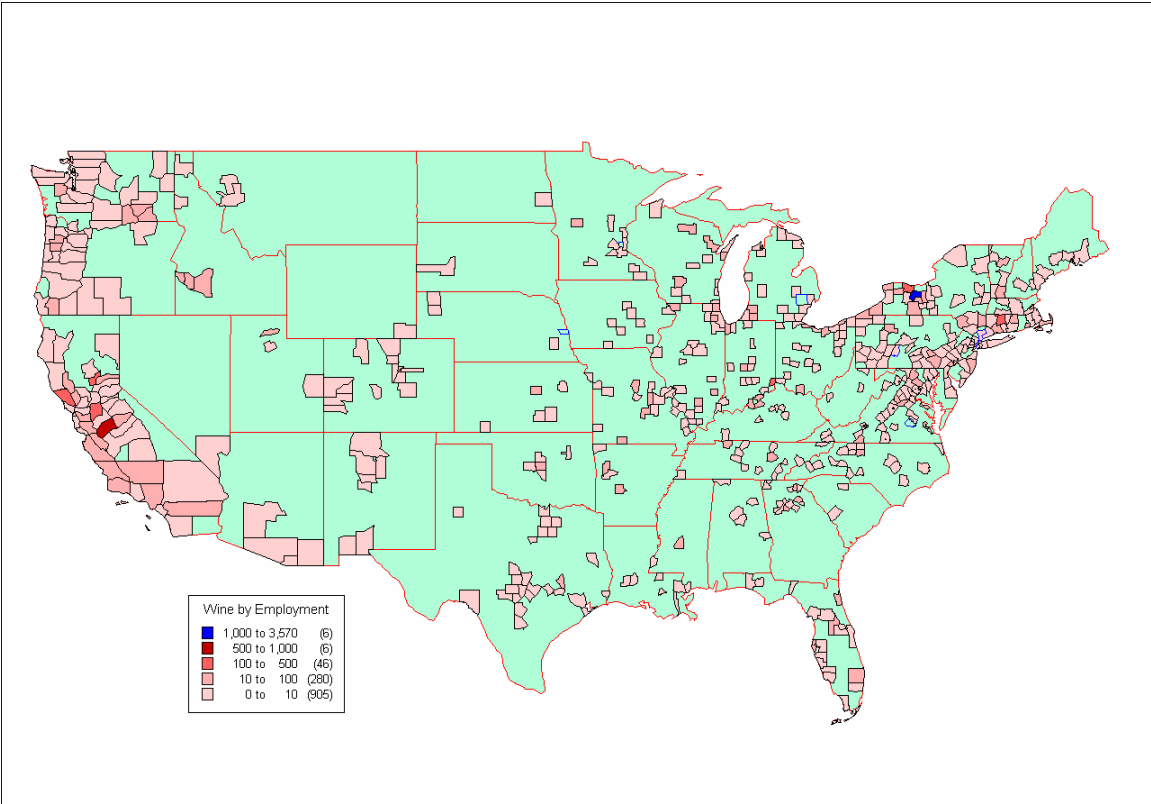 Wine by Employment
1,000 to 3,570 (6)
500 to 1,000 (6)
100 to 500 (46)
10 to 100 (280)
0 to 10 (905)